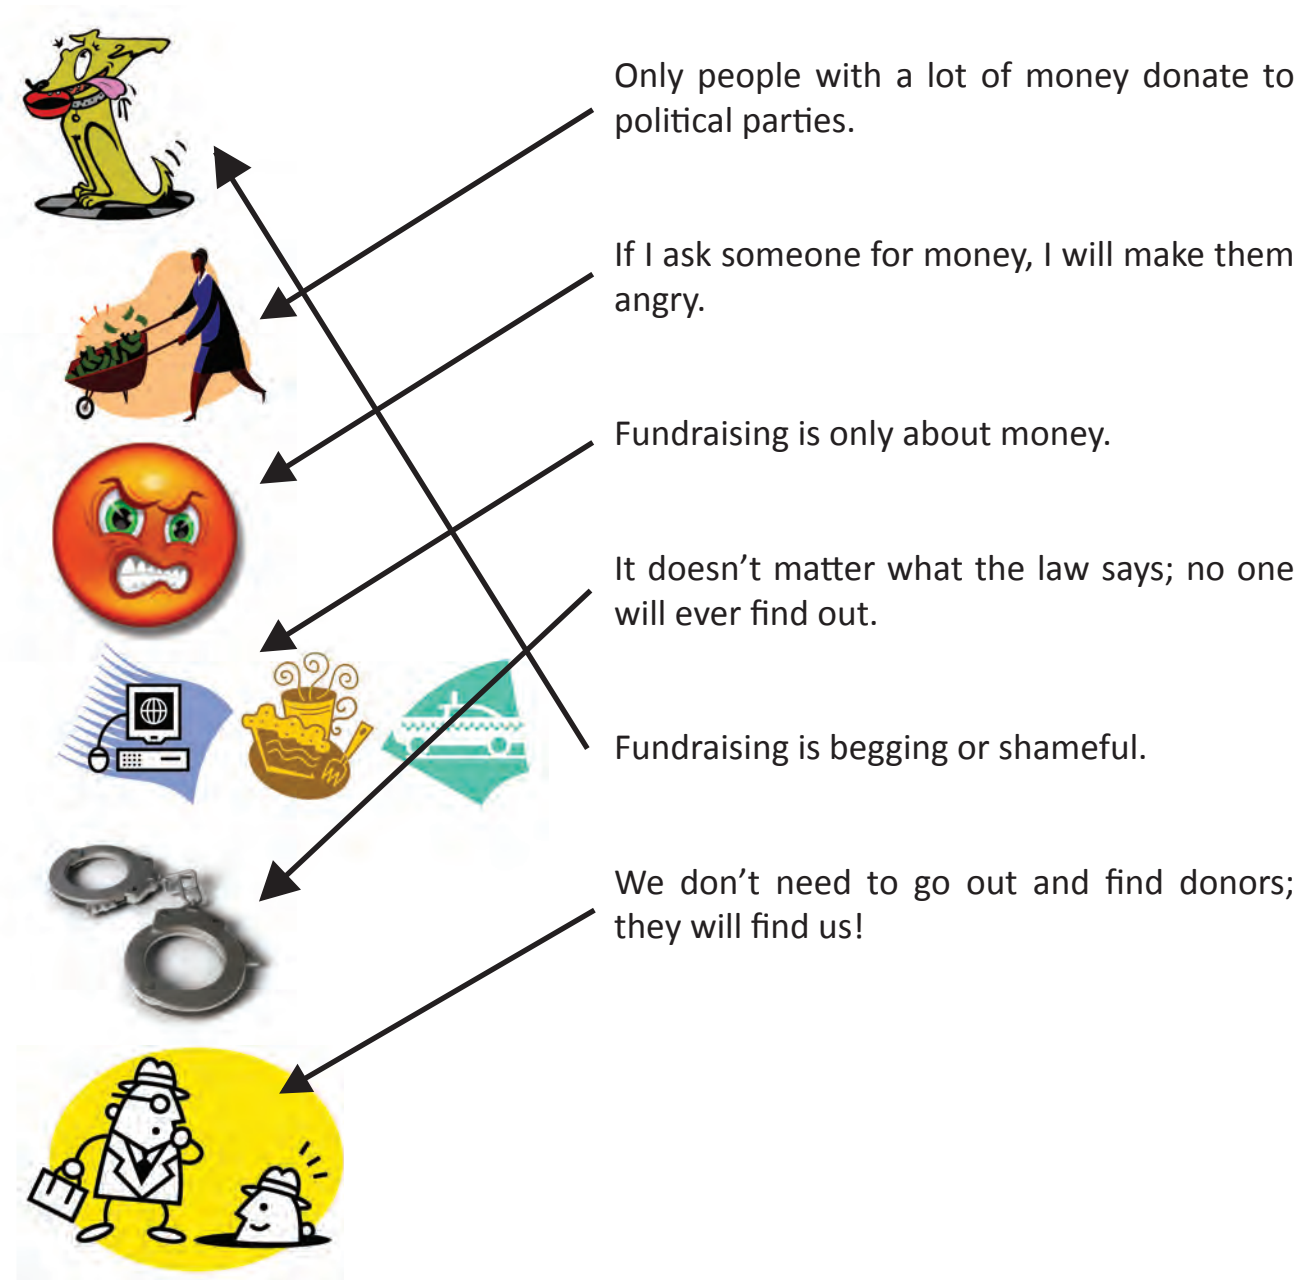 Only people with a lot of money donate to
political parties.
If I ask someone for money, I will make them
angry.
Fundraising is only about money.
It doesn’t matter what the law says; no one
will ever find out.
Fundraising is begging or shameful.
We don’t need to go out and find donors;
they will find us!